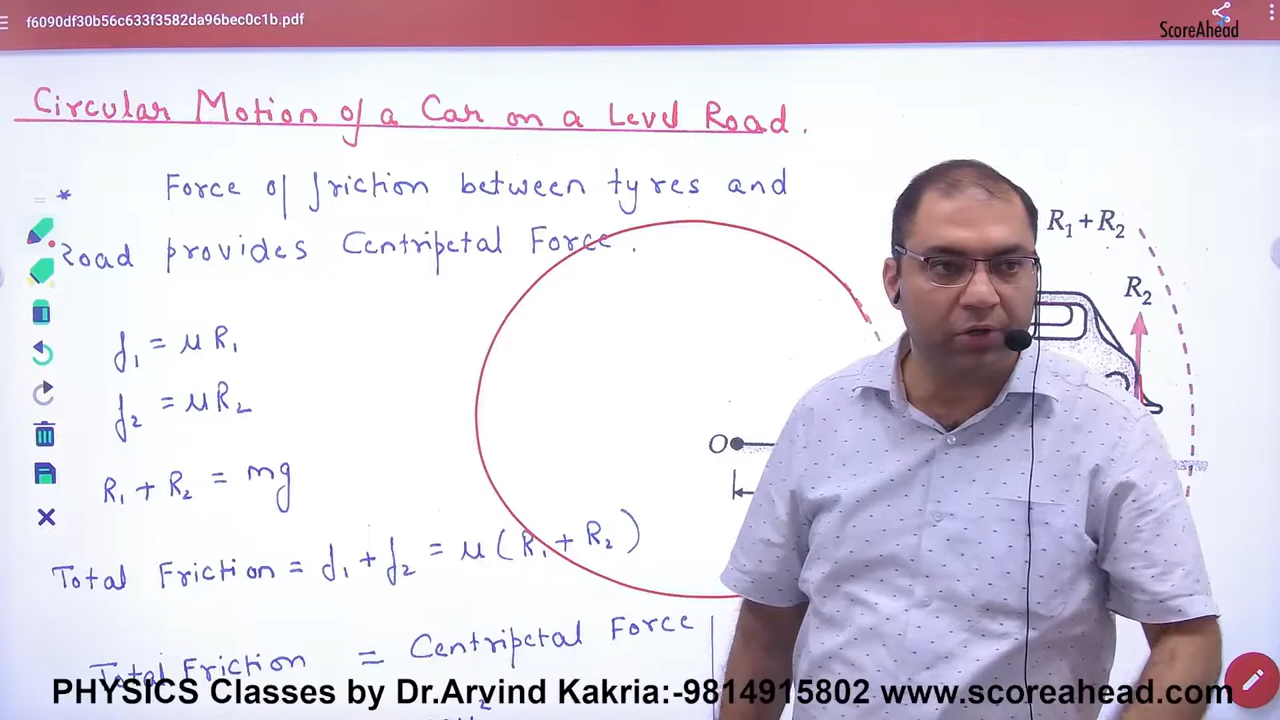 f6090df30b56c633f3582da96bec0c1b.pdf
ScoreAhead
Circular Motion of a Car on a Level Road.
* Force of friction between tyres and
Road provides Centripetal Force.
R₁ + R₂
R₂
f₁ = μR₁
f₂ = μR₂
O
R₁ + R₂ = mg
Total Friction = f₁ + f₂ = μ(R₁ + R₂)
Total Friction = Centripetal Force
PHYSICS Classes by Dr.Arvind Kakria:-9814915802 www.scoreahead.com